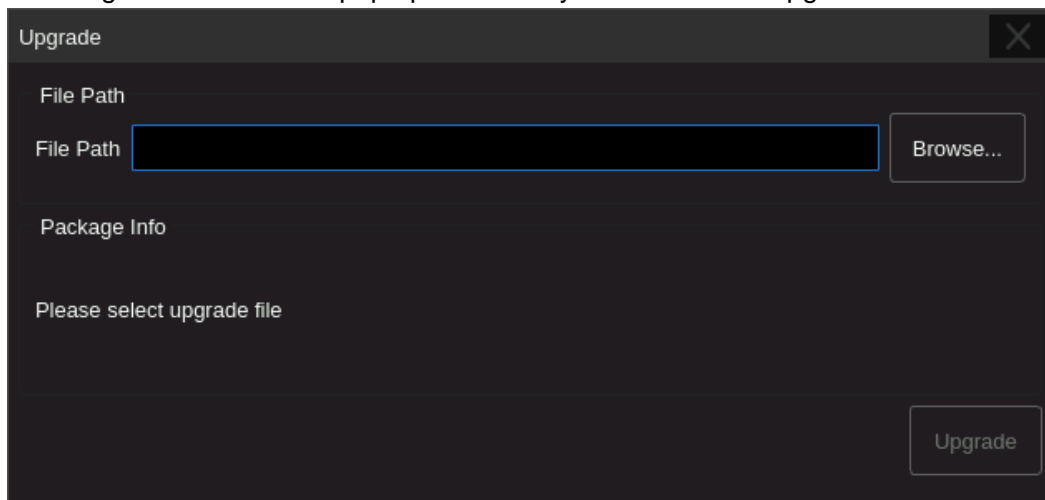 Upgrade
File Path
File Path
Browse...
Package Info
Please select upgrade file
Upgrade